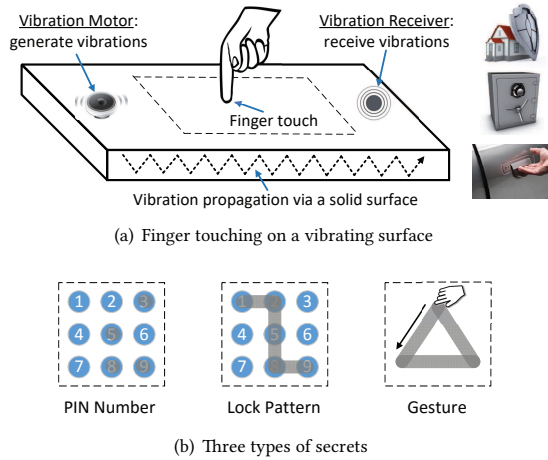 Vibration Motor:
generate vibrations
Vibration Receiver:
receive vibrations
Finger touch
Vibration propagation via a solid surface
(a) Finger touching on a vibrating surface
1 2 3
4 5 6
7 8 9
1 2 3
4 5 6
7 8 9
PIN Number
Lock Pattern
Gesture
(b) Three types of secrets